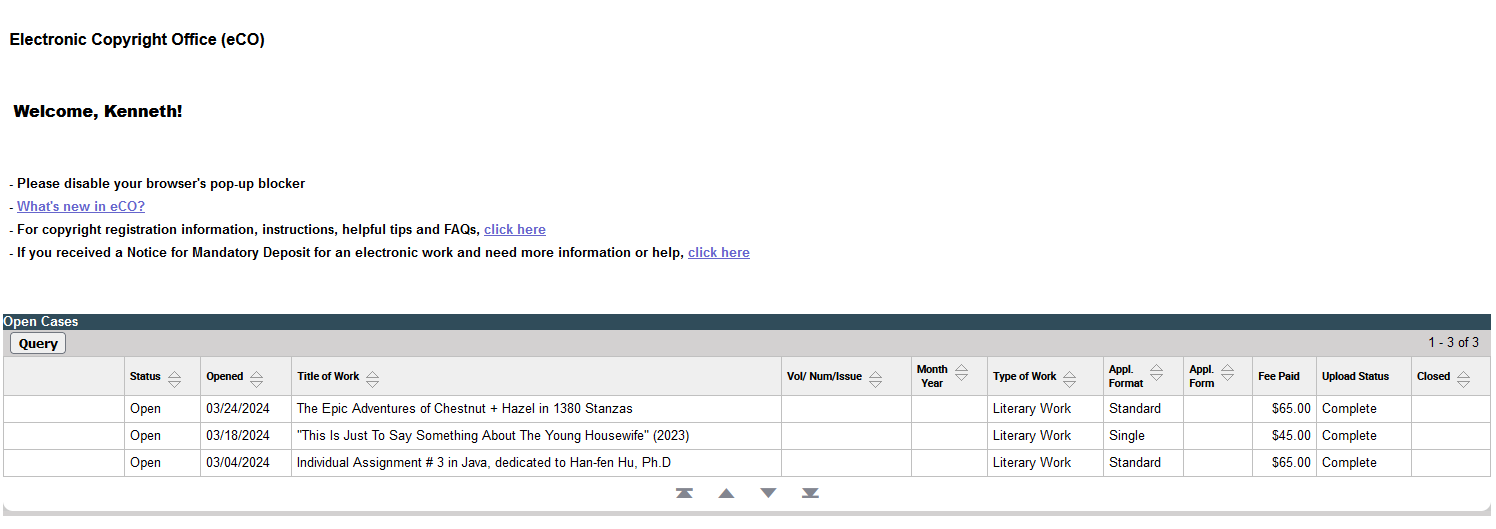 Electronic Copyright Office (eCO)
Welcome, Kenneth!
- Please disable your browser's pop-up blocker
- What's new in eCO?
- For copyright registration information, instructions, helpful tips and FAQs, click here
- If you received a Notice for Mandatory Deposit for an electronic work and need more information or help, click here
Open Cases
Query 1 - 3 of 3
Status Opened Title of Work Vol/ Num/Issue Month Year Type of Work Appl. Format Appl. Form Fee Paid Upload Status Closed
Open 03/24/2024 The Epic Adventures of Chestnut + Hazel in 1380 Stanzas Literary Work Standard $65.00 Complete
Open 03/18/2024 "This Is Just To Say Something About The Young Housewife" (2023) Literary Work Single $45.00 Complete
Open 03/04/2024 Individual Assignment # 3 in Java, dedicated to Han-fen Hu, Ph.D Literary Work Standard $65.00 Complete